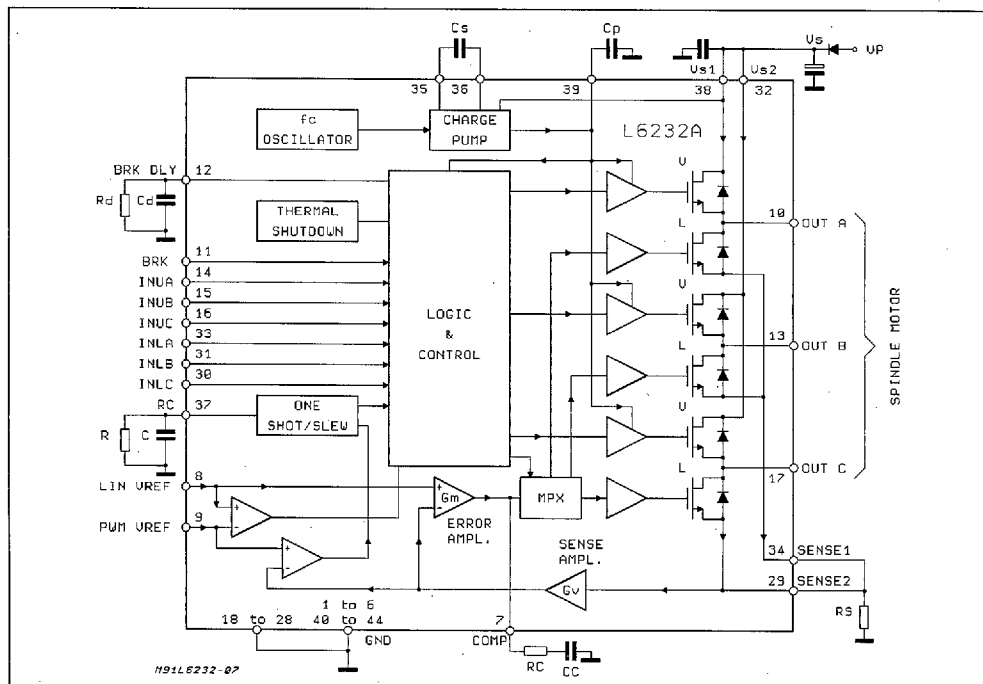 Cs
Cp
Vs
VP
35
36
39
Vs1
38
Vs2
32
fc
OSCILLATOR
CHARGE
PUMP
L6232A
BRK DLY
12
Rd
Cd
THERMAL
SHUTDOWN
BRK
11
INUA
14
INUB
15
INUC
16
INLA
33
INLB
31
INLC
30
RC
37
LOGIC
&
CONTROL
U
L
U
L
U
L
10
OUT A
13
OUT B
OUT C
17
SPINDLE MOTOR
ONE
SHOT/SLEW
R
C
LIN VREF
8
PWM VREF
9
+
-
+
-
+
-
Gm
ERROR
AMPL.
MPX
SENSE
AMPL.
Gv
34
SENSE1
29
SENSE2
RS
18 to 28
1 to 6
40 to 44
GND
7
COMP
RC
CC
M91L6232-07